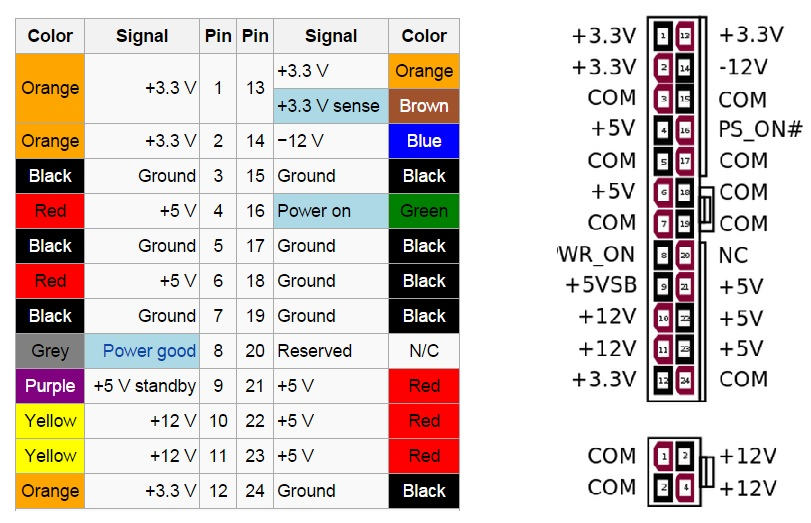 Color Signal Pin Pin Signal Color
Orange +3.3 V 1 13 +3.3 V Orange
+3.3 V sense Brown
Orange +3.3 V 2 14 −12 V Blue
Black Ground 3 15 Ground Black
Red +5 V 4 16 Power on Green
Black Ground 5 17 Ground Black
Red +5 V 6 18 Ground Black
Black Ground 7 19 Ground Black
Grey Power good 8 20 Reserved N/C
Purple +5 V standby 9 21 +5 V Red
Yellow +12 V 10 22 +5 V Red
Yellow +12 V 11 23 +5 V Red
Orange +3.3 V 12 24 Ground Black
+3.3V 1 13 +3.3V
+3.3V 2 14 -12V
COM 3 15 COM
+5V 4 16 PS_ON#
COM 5 17 COM
+5V 6 18 COM
COM 7 19 COM
WR_ON 8 20 NC
+5VSB 9 21 +5V
+12V 10 22 +5V
+12V 11 23 +5V
+3.3V 12 24 COM
COM 1 +12V
COM 2 4 +12V